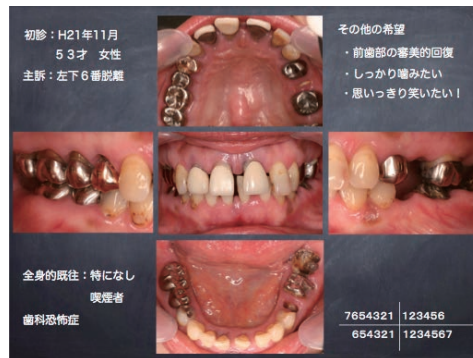 初診：H21年11月
５３才　女性
主訴：左下６番脱離
その他の希望
・前歯部の審美的回復
・しっかり噛みたい
・思いっきり笑いたい！
全身的既往：特になし
喫煙者
歯科恐怖症
7654321 123456
654321 1234567